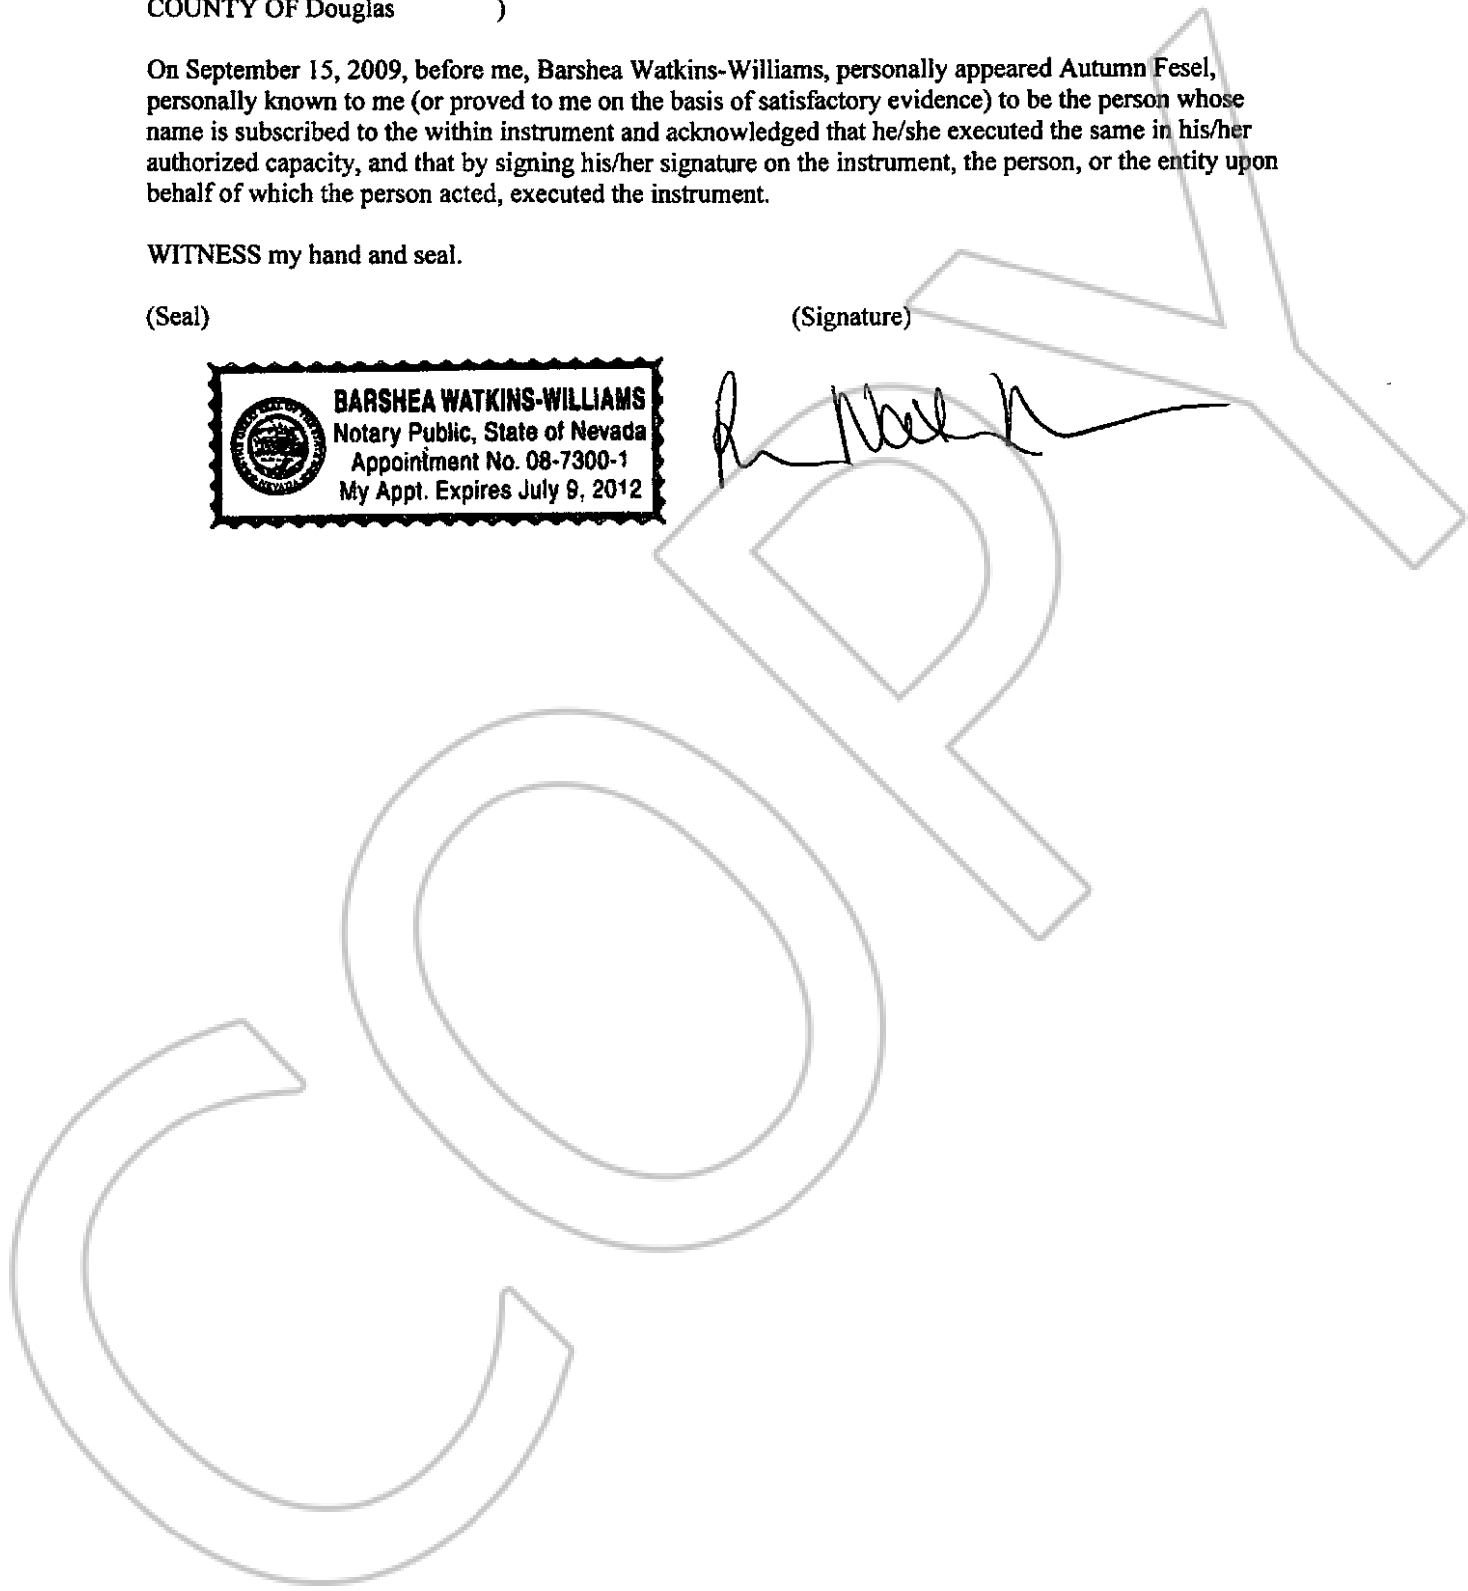 COUNTY OF Douglas )
On September 15, 2009, before me, Barshea Watkins-Williams, personally appeared Autumn Fesel,
personally known to me (or proved to me on the basis of satisfactory evidence) to be the person whose
name is subscribed to the within instrument and acknowledged that he/she executed the same in his/her
authorized capacity, and that by signing his/her signature on the instrument, the person, or the entity upon
behalf of which the person acted, executed the instrument.
WITNESS my hand and seal.
(Seal) (Signature)
BARSHEA WATKINS-WILLIAMS
Notary Public, State of Nevada
Appointment No. 08-7300-1
My Appt. Expires July 9, 2012
COPY